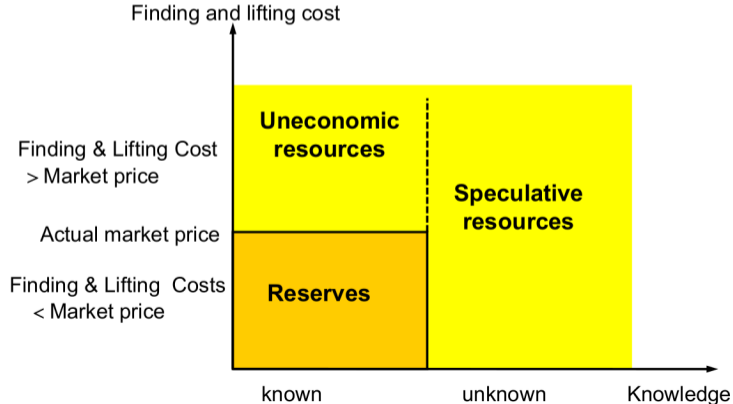 Finding and lifting cost
Uneconomic
resources
Finding & Lifting Cost
> Market price
Speculative
resources
Actual market price
Finding & Lifting Costs
< Market price
Reserves
known
unknown
Knowledge